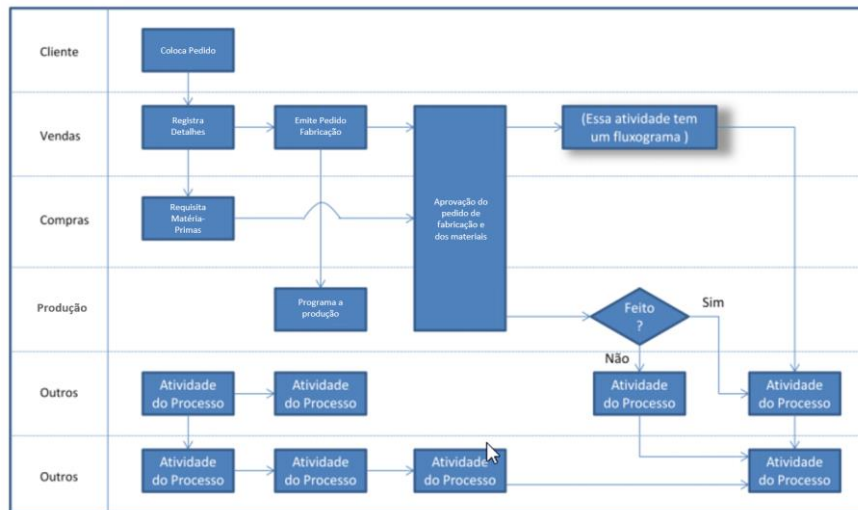 Cliente
Coloca Pedido
Vendas
Registra
Detalhes
Emite Pedido
Fabricação
(Essa atividade tem
um fluxograma )
Compras
Requisita
Matéria-
Primas
Aprovação do
pedido de
fabricação e
dos materiais
Produção
Programa a
produção
Feito
?
Sim
Não
Outros
Atividade
do Processo
Atividade
do Processo
Atividade
do Processo
Atividade
do Processo
Outros
Atividade
do Processo
Atividade
do Processo
Atividade
do Processo
Atividade
do Processo